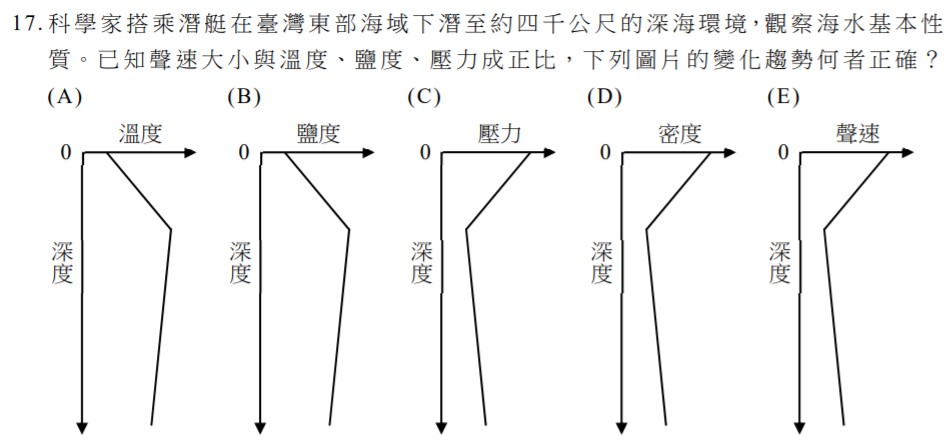 17.科學家搭乘潛艇在臺灣東部海域下潛至約四千公尺的深海環境，觀察海水基本性
質。已知聲速大小與溫度、鹽度、壓力成正比，下列圖片的變化趨勢何者正確？
(A) (B) (C) (D) (E)
溫度 鹽度 壓力 密度 聲速
0 0 0 0 0
深度 深度 深度 深度 深度